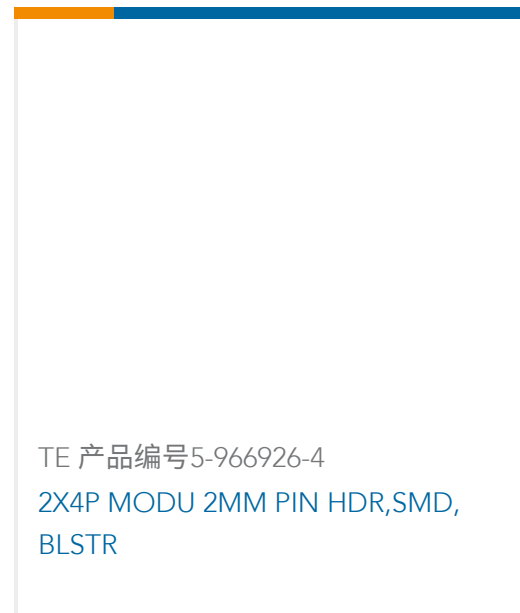 TE 产品编号5-966926-4
2X4P MODU 2MM PIN HDR,SMD,
BLSTR